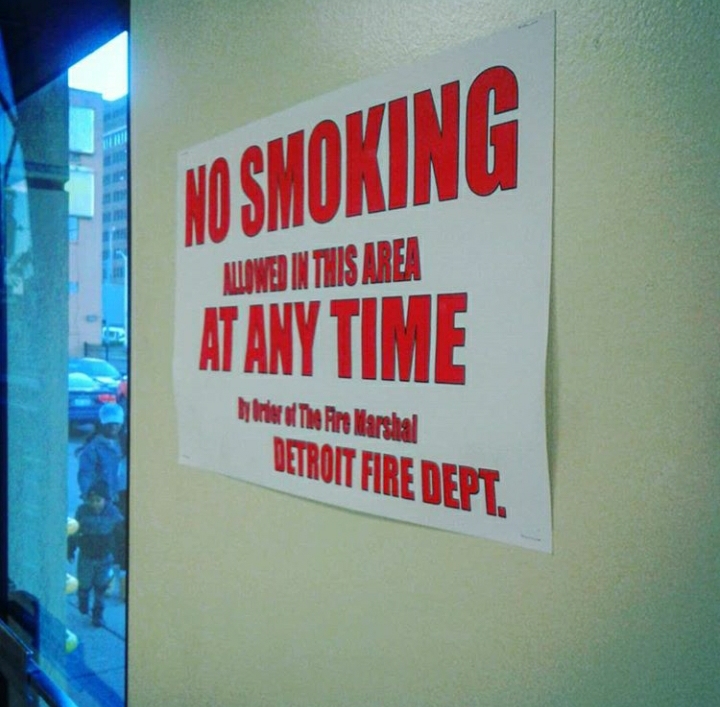 NO SMOKING
ALLOWED IN THIS AREA
AT ANY TIME
By Order of The Fire Marshal
DETROIT FIRE DEPT.